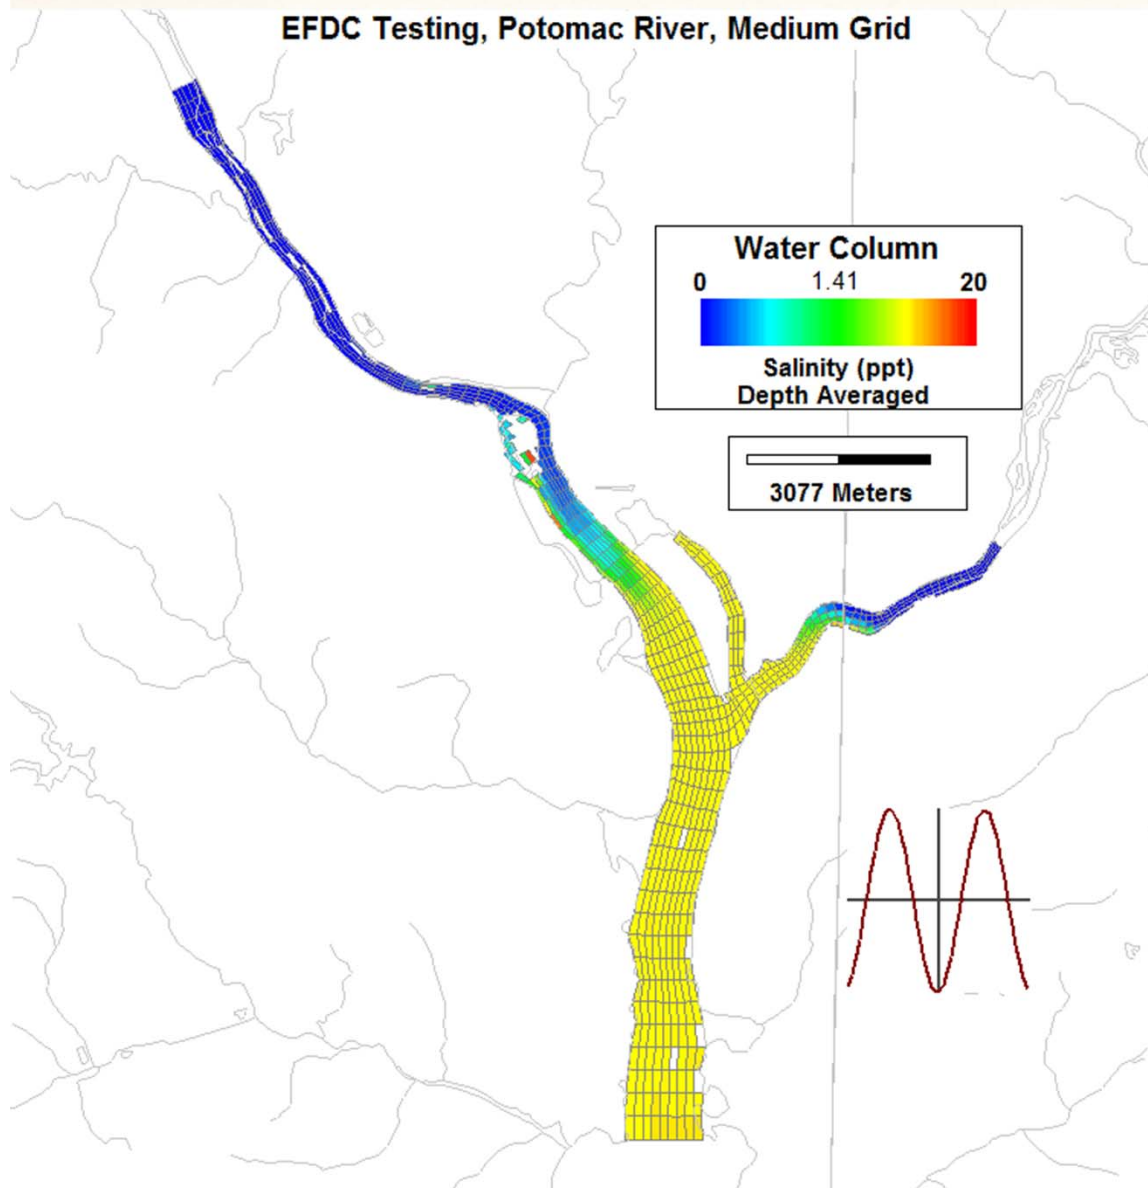 EFDC Testing, Potomac River, Medium Grid
Water Column
0 1.41 20
Salinity (ppt)
Depth Averaged
3077 Meters